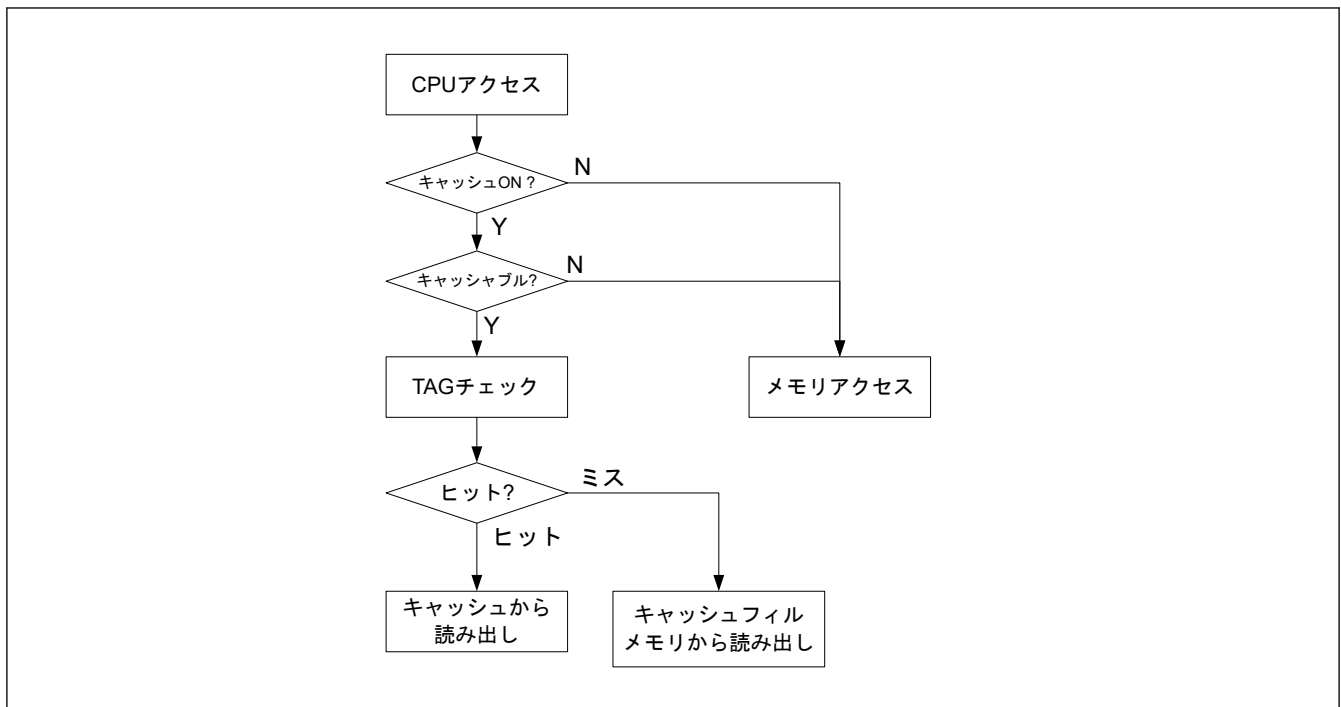 CPUアクセス
キャッシュON ?
N
Y
キャッシャブル?
N
Y
TAGチェック
メモリアクセス
ヒット?
ミス
ヒット
キャッシュから
読み出し
キャッシュフィル
メモリから読み出し